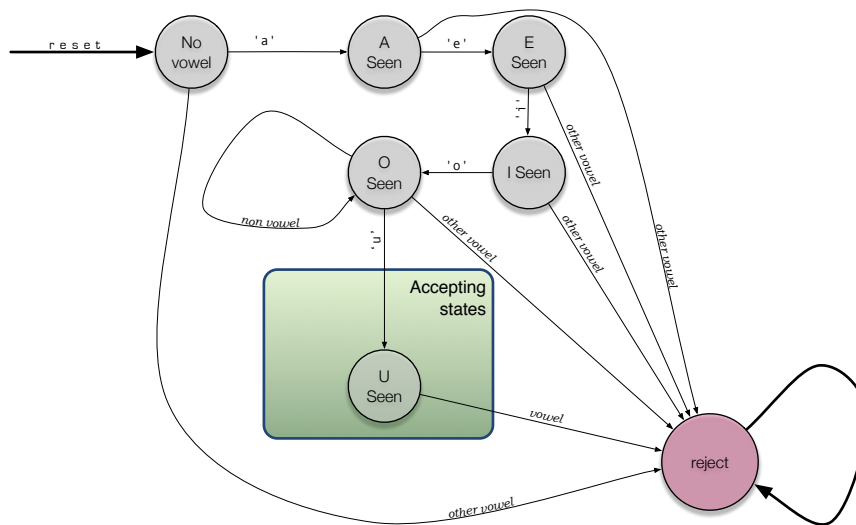 reset
No
vowel
'a'
A
Seen
'e'
E
Seen
'i'
other vowel
O
Seen
'o'
I Seen
other vowel
other vowel
non vowel
'u'
other vowel
Accepting
states
U
Seen
vowel
reject
other vowel